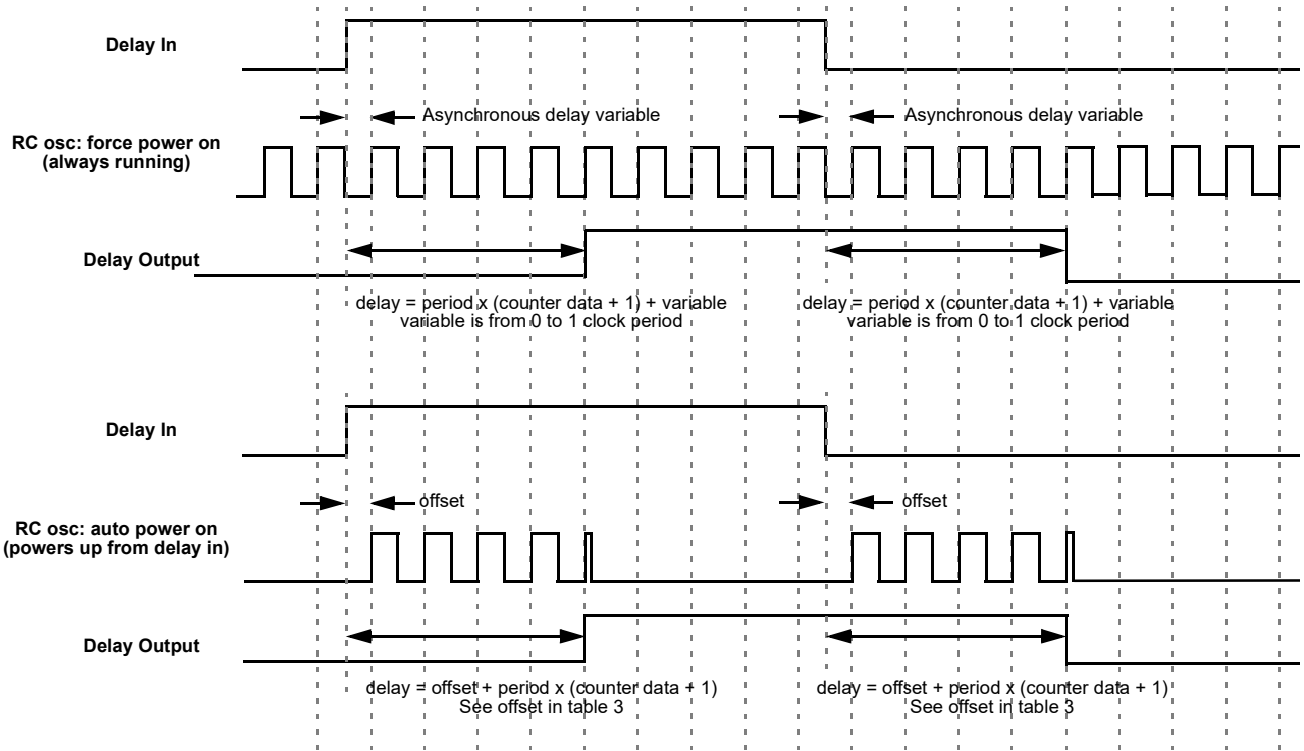 Delay In
Asynchronous delay variable
Asynchronous delay variable
RC osc: force power on
(always running)
Delay Output
delay = period x (counter data + 1) + variable
variable is from 0 to 1 clock period
delay = period x (counter data + 1) + variable
variable is from 0 to 1 clock period
Delay In
offset
offset
RC osc: auto power on
(powers up from delay in)
Delay Output
delay = offset + period x (counter data + 1)
See offset in table 3
delay = offset + period x (counter data + 1)
See offset in table 3